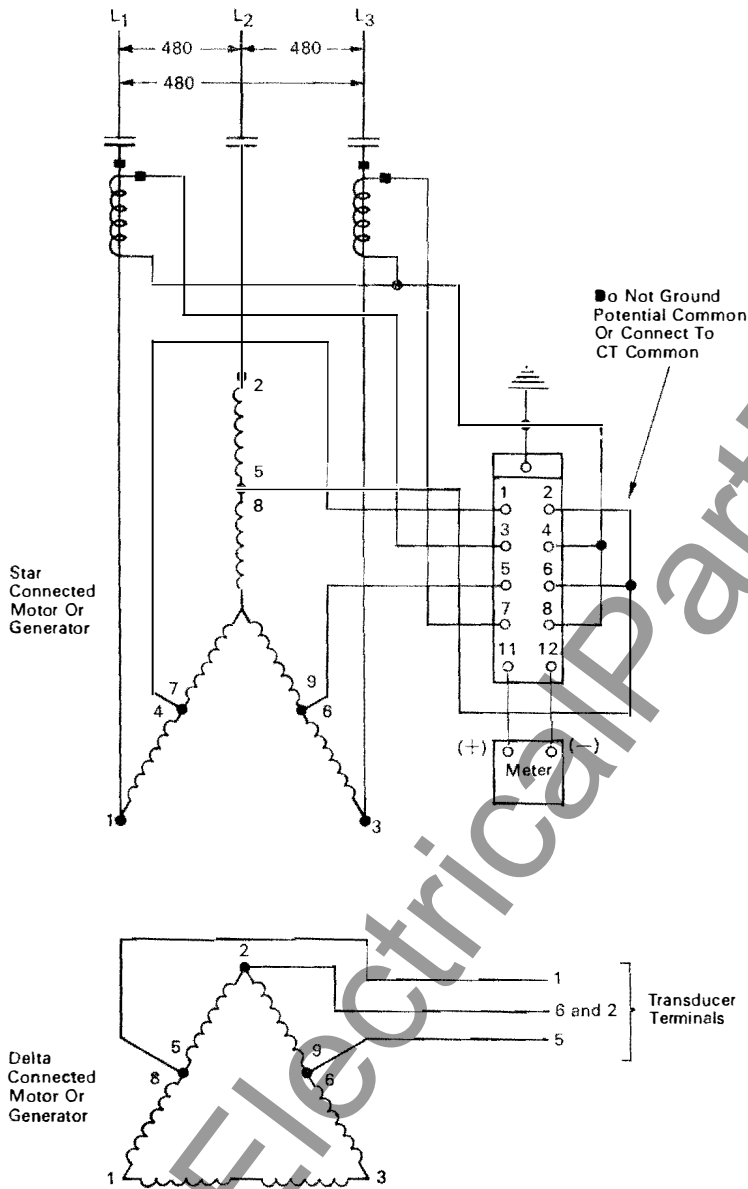 L1 L2 L3
480 480
480
Do Not Ground
Potential Common
Or Connect To
CT Common
2
5
8
1 2
3 4
5 6
7 8
11 12
Star
Connected
Motor Or
Generator
7
4
9
6
(+) (−)
Meter
1 3
2
1
6 and 2
5
Transducer
Terminals
5
8
9
6
Delta
Connected
Motor Or
Generator
1 3
ElectricalPart